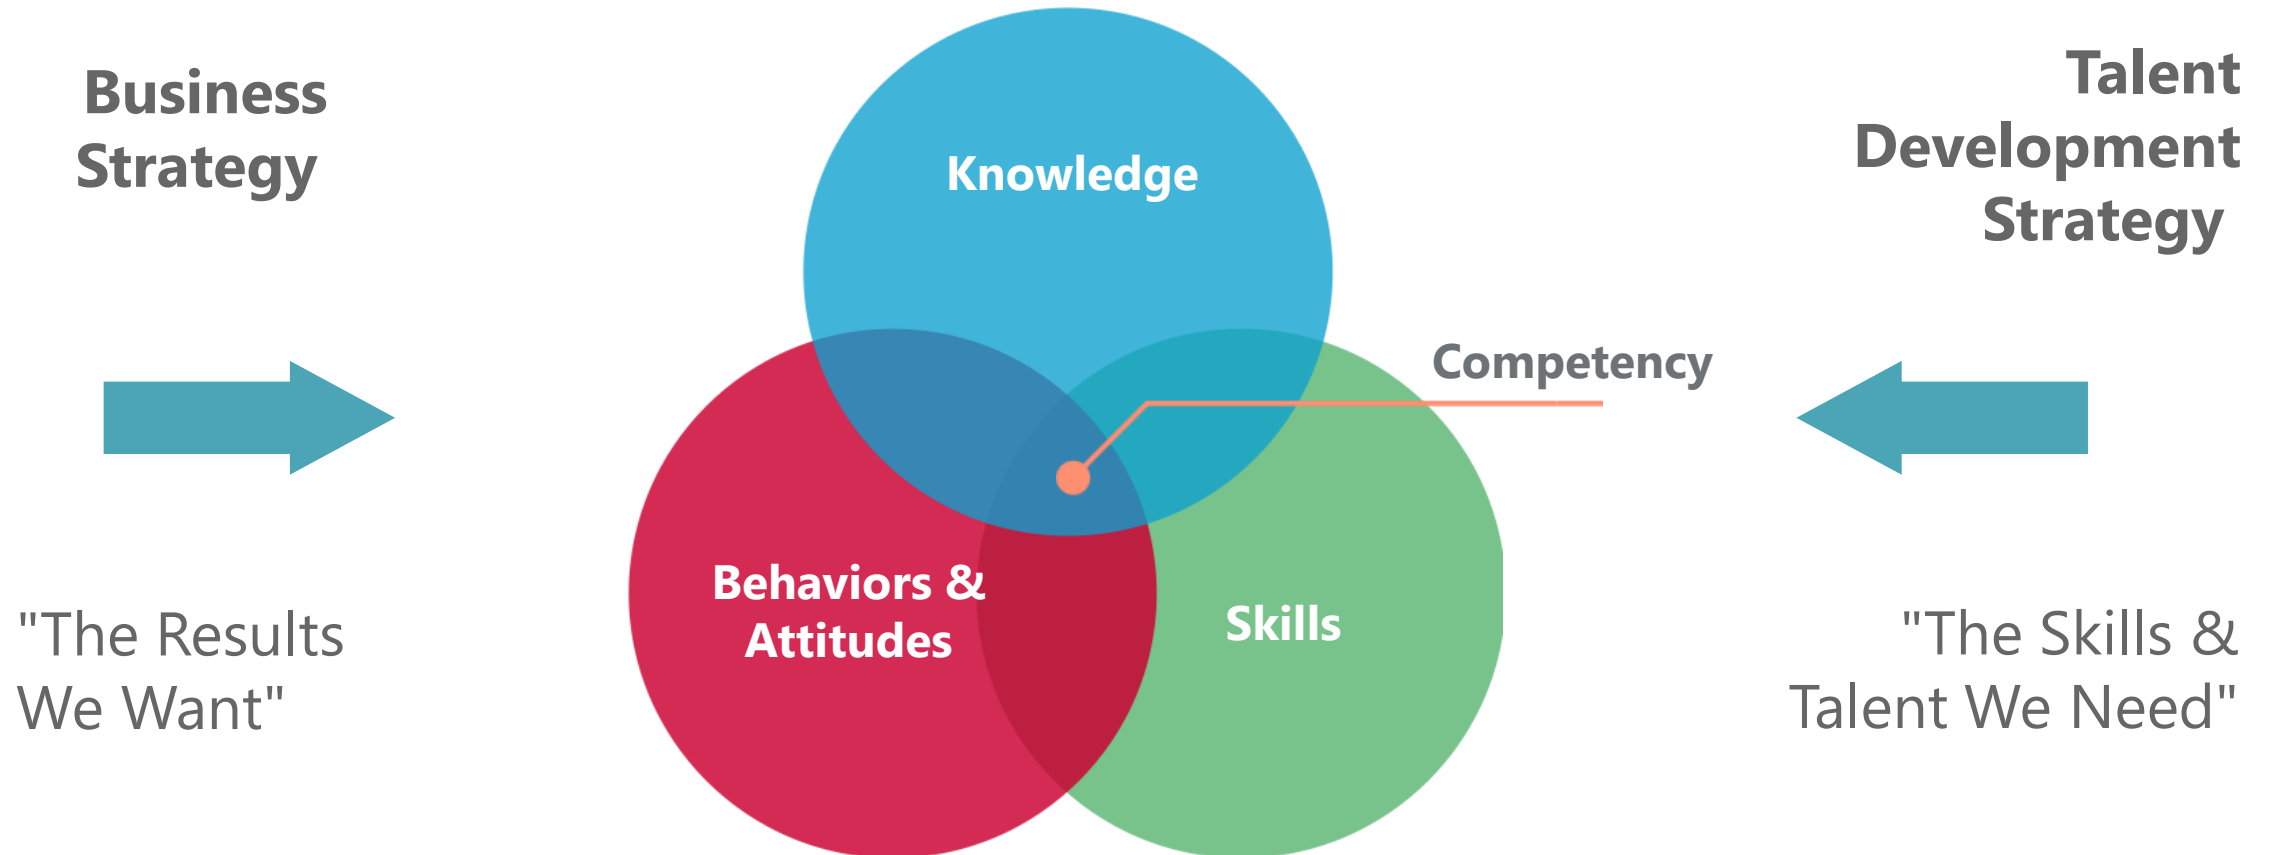 Business
Strategy
"The Results
We Want"
Knowledge
Competency
Behaviors &
Attitudes
Skills
Talent
Development
Strategy
"The Skills &
Talent We Need"